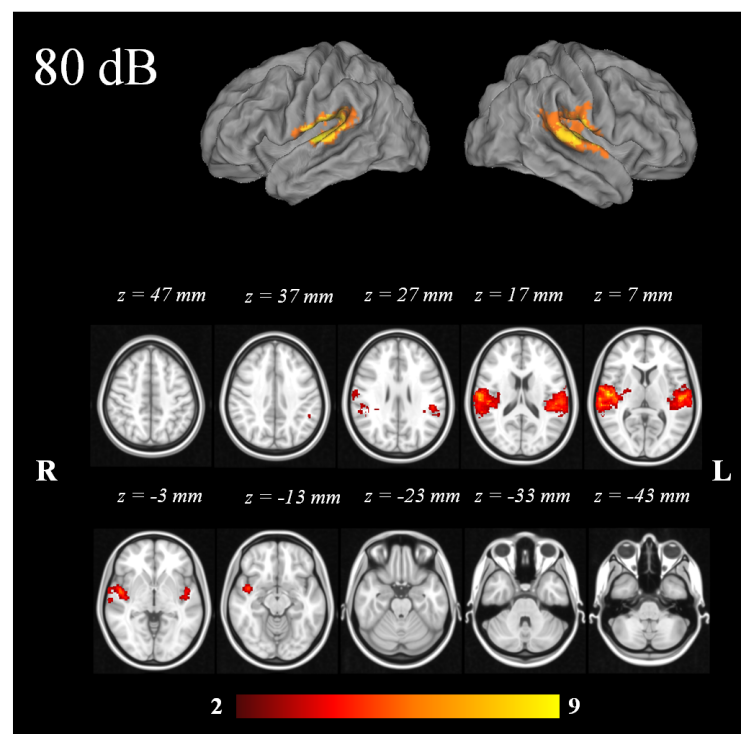 80 dB
z = 47 mm z = 37 mm z = 27 mm z = 17 mm z = 7 mm
R L
z = -3 mm z = -13 mm z = -23 mm z = -33 mm z = -43 mm
2 9